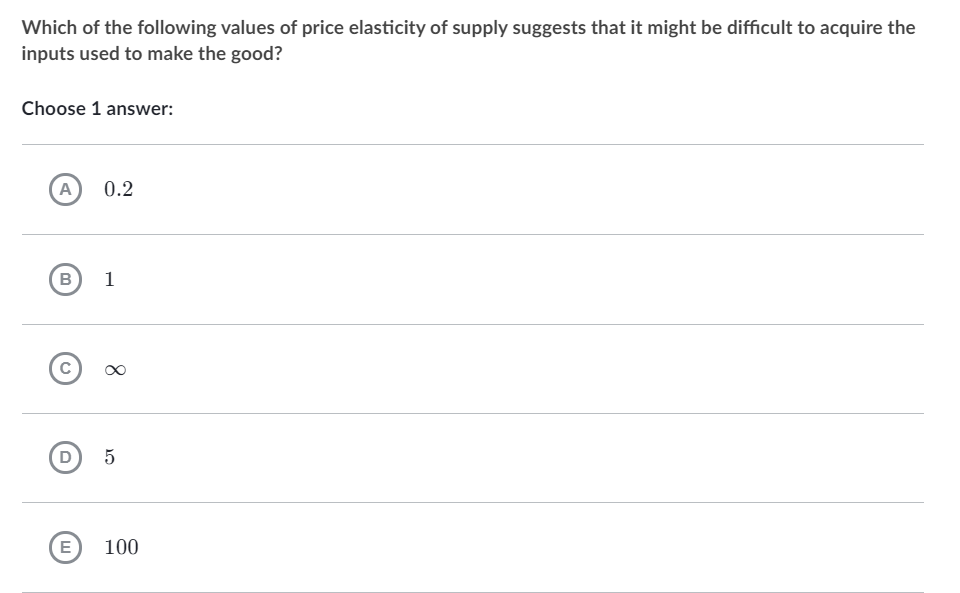 Which of the following values of price elasticity of supply suggests that it might be difficult to acquire the
inputs used to make the good?
Choose 1 answer:
A 0.2
B 1
C ∞
D 5
E 100